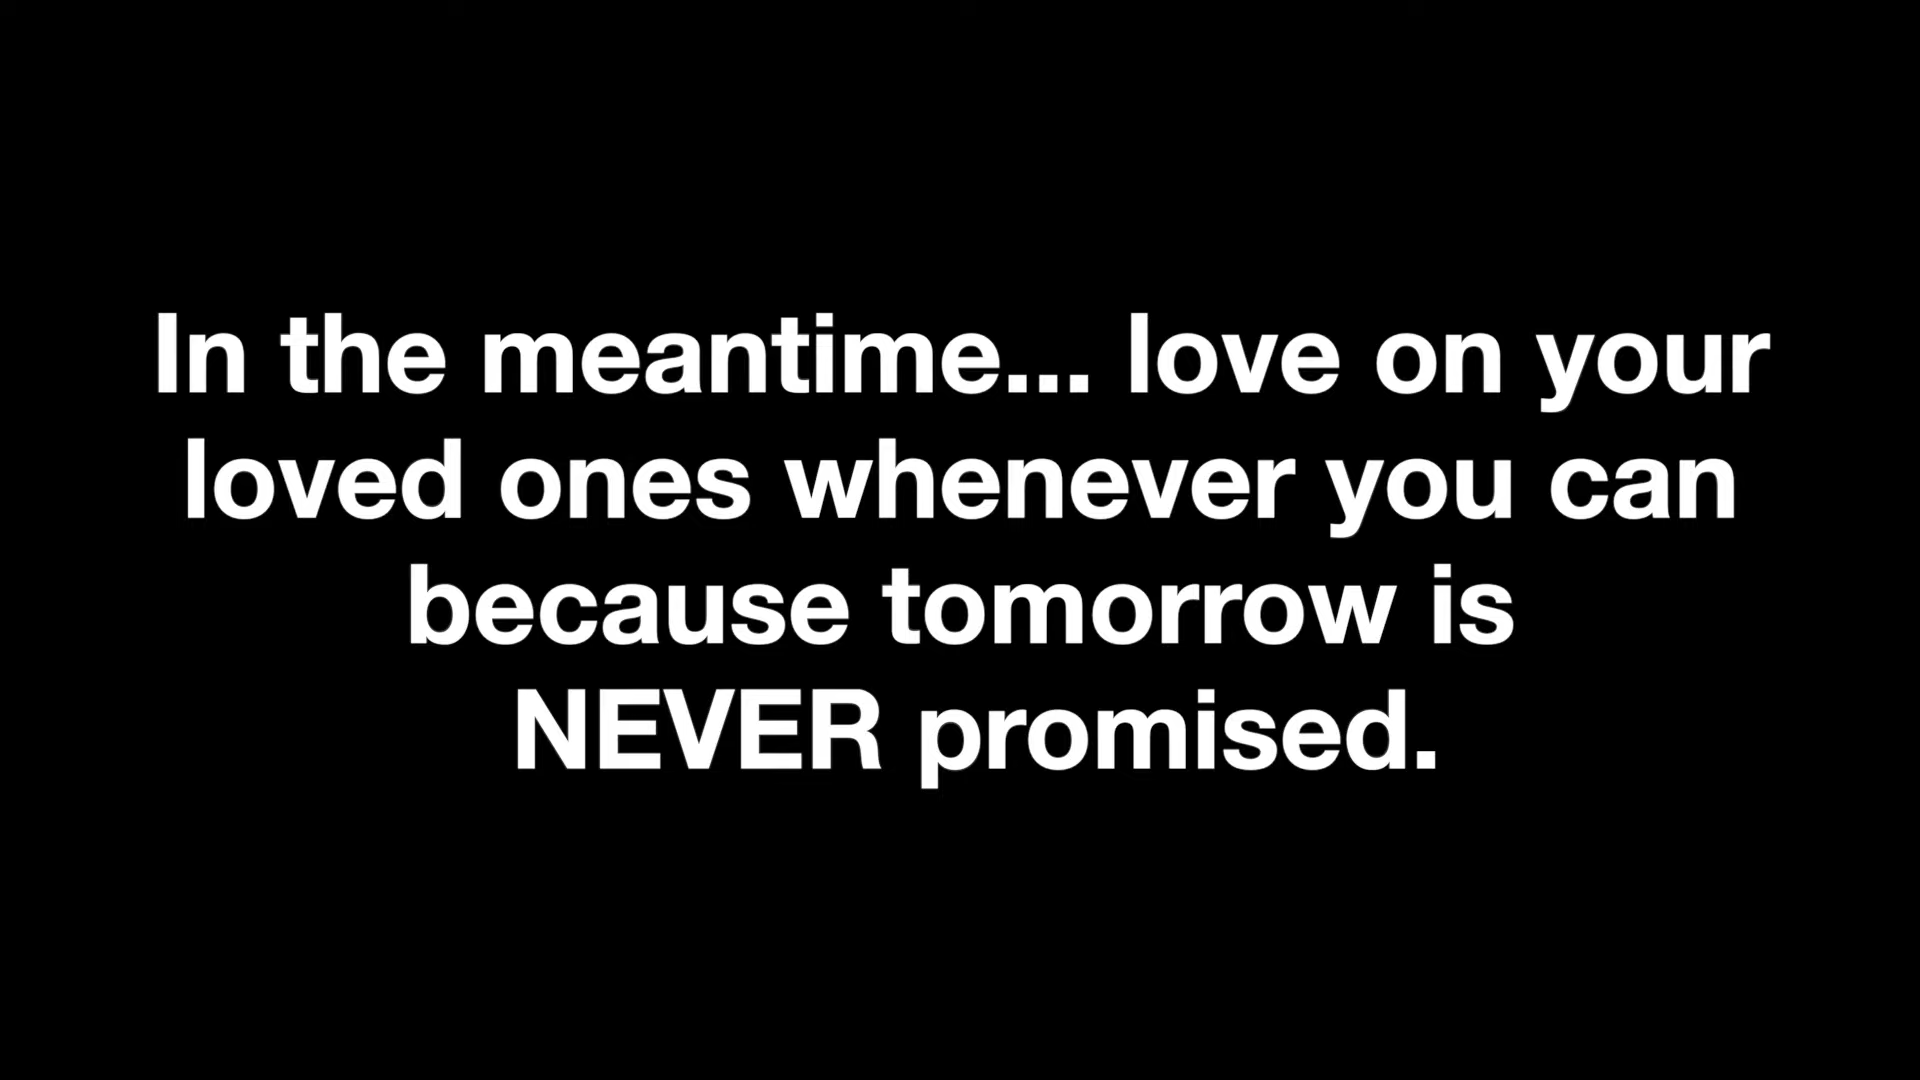 In the meantime... love on your
loved ones whenever you can
because tomorrow is
NEVER promised.